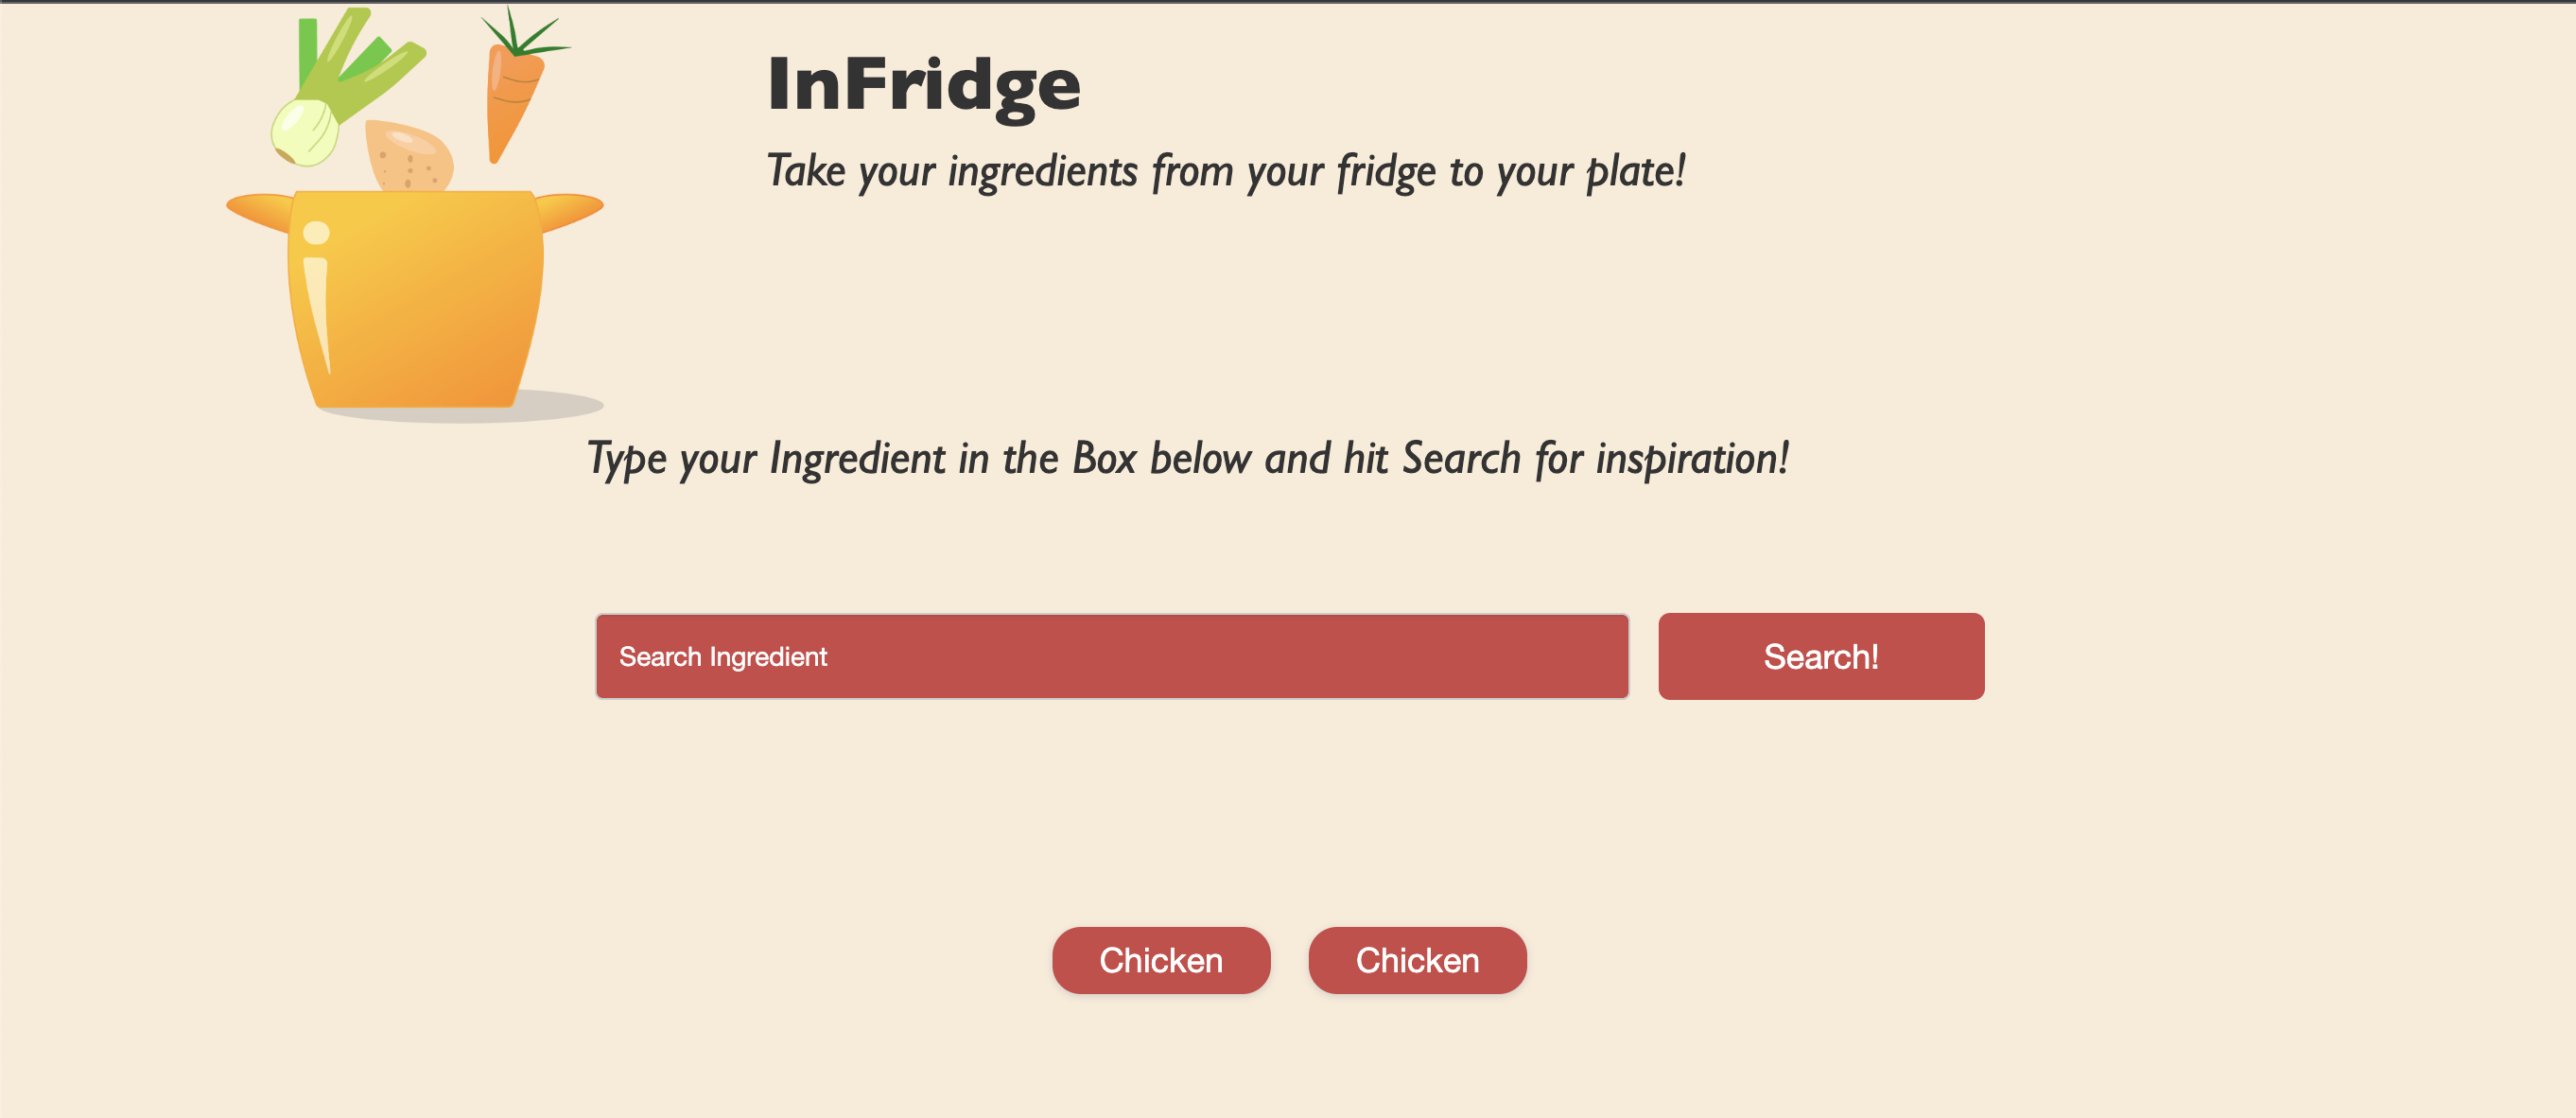 InFridge
Take your ingredients from your fridge to your plate!
Type your Ingredient in the Box below and hit Search for inspiration!
Search Ingredient
Search!
Chicken
Chicken